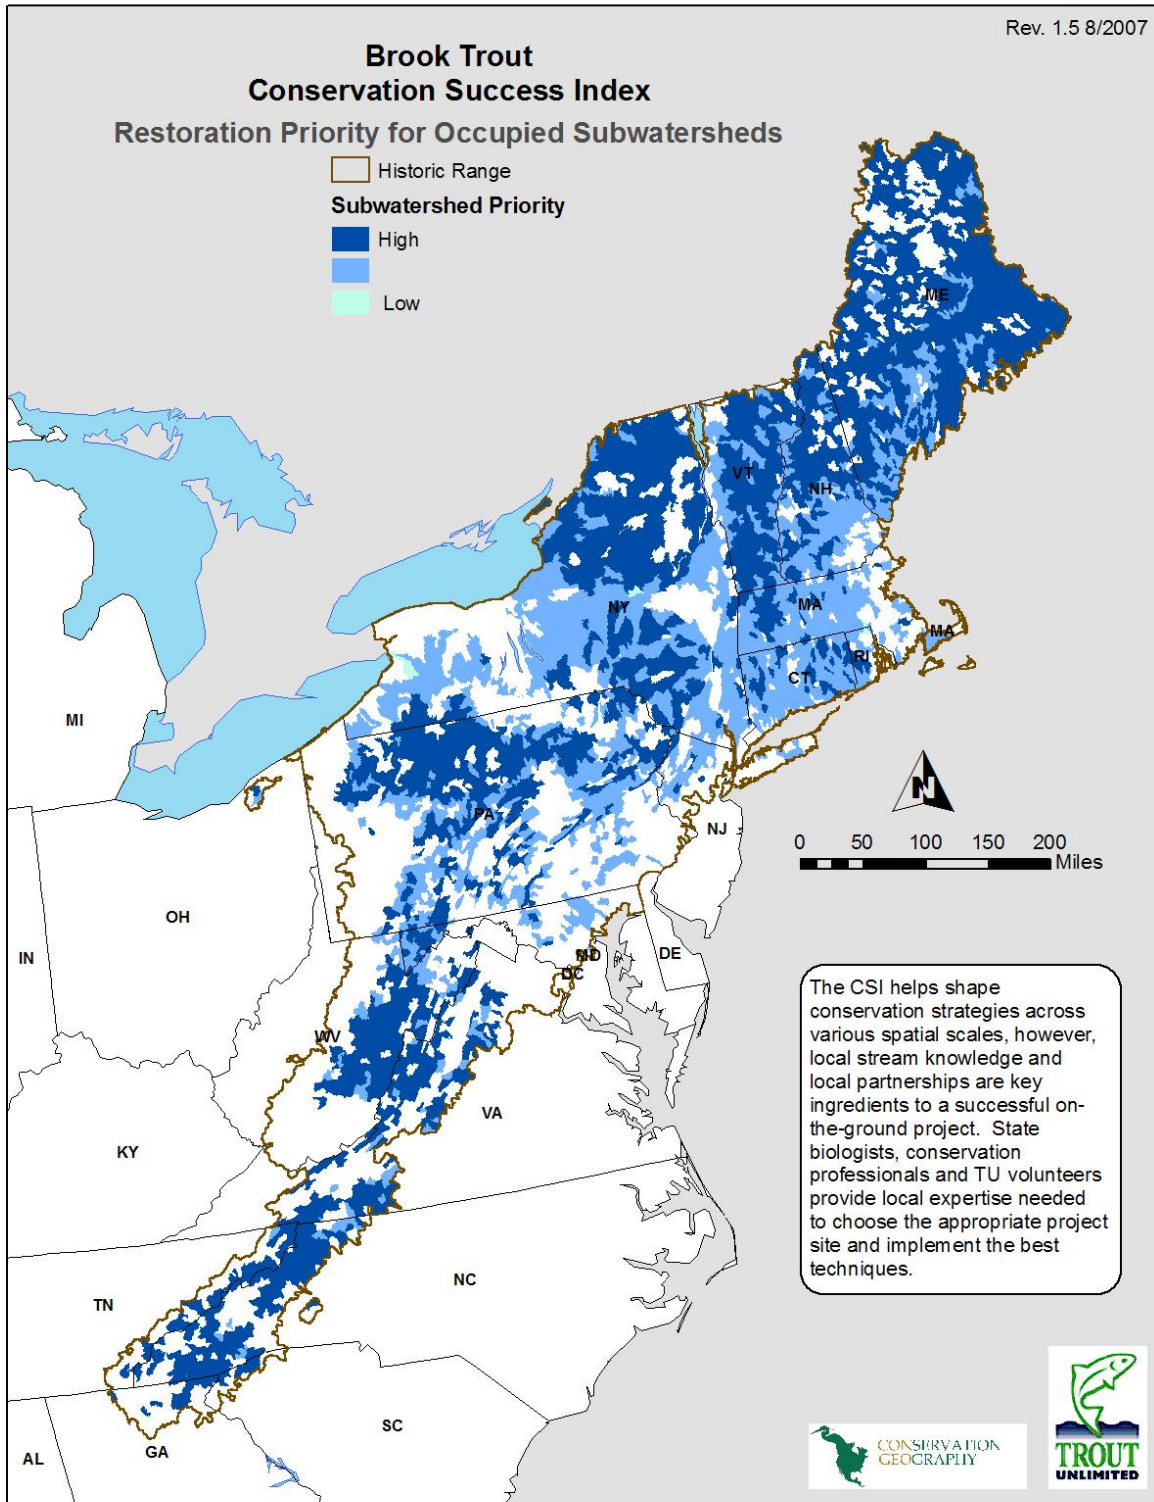 Rev. 1.5 8/2007
Brook Trout
Conservation Success Index
Restoration Priority for Occupied Subwatersheds
Historic Range
Subwatershed Priority
High
Low
ME
VT
NH
NY
MA
MA
RI
CT
MI
N
PA
NJ
0 50 100 150 200
Miles
OH
IN
MD
DE
DC
WV
VA
KY
The CSI helps shape
conservation strategies across
various spatial scales, however,
local stream knowledge and
local partnerships are key
ingredients to a successful on-
the-ground project. State
biologists, conservation
professionals and TU volunteers
provide local expertise needed
to choose the appropriate project
site and implement the best
techniques.
NC
TN
SC
GA
AL
CONSERVATION
GEOGRAPHY
TROUT
UNLIMITED